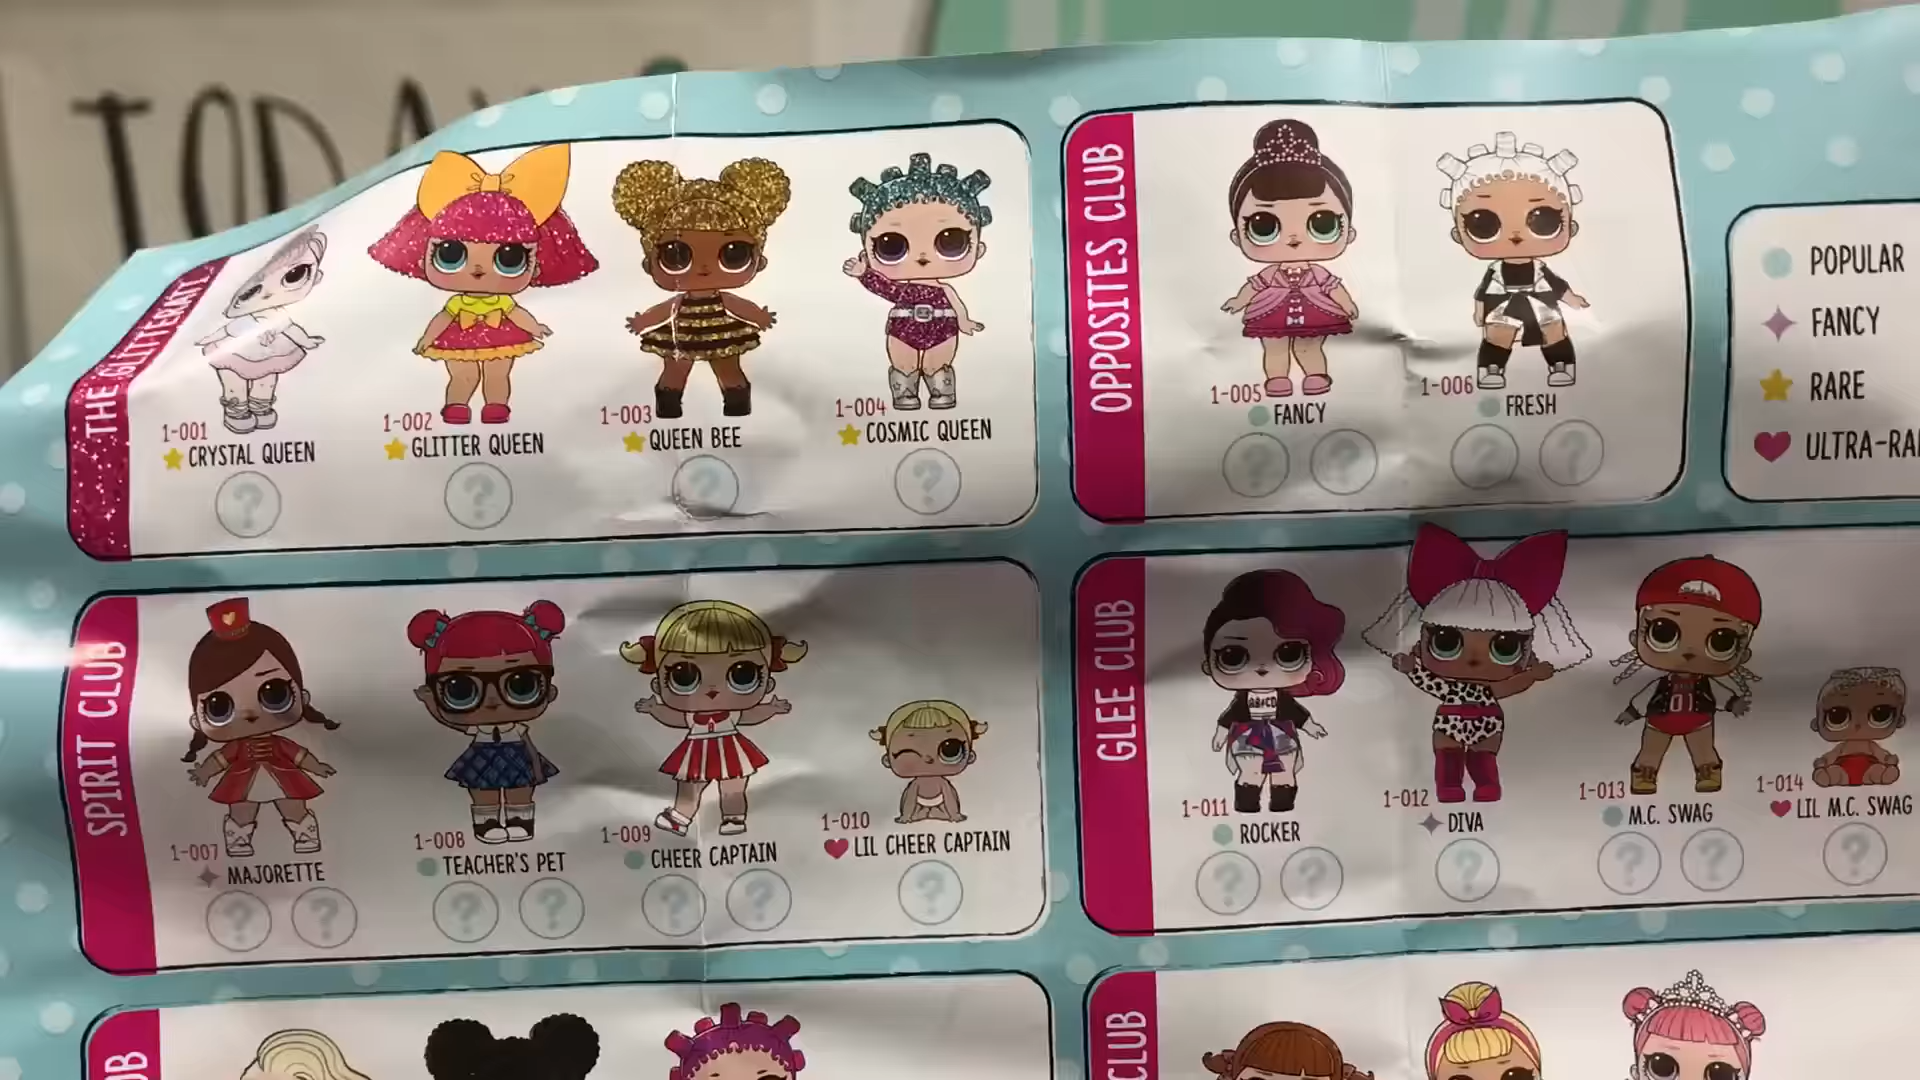 TODAY
THE GLITTERATI
1-001
CRYSTAL QUEEN
?
1-002
GLITTER QUEEN
?
1-003
QUEEN BEE
?
1-004
COSMIC QUEEN
?
OPPOSITES CLUB
1-005
FANCY
? ?
1-006
FRESH
? ?
POPULAR
FANCY
RARE
SPIRIT CLUB
1-007
MAJORETTE
? ?
1-008
TEACHER'S PET
? ?
1-009
CHEER CAPTAIN
? ?
1-010
LIL CHEER CAPTAIN
?
GLEE CLUB
1-011
ROCKER
? ?
1-012
DIVA
?
01
1-013
M.C. SWAG
? ?
1-014
LIL M.C. SWAG
?
CLUB